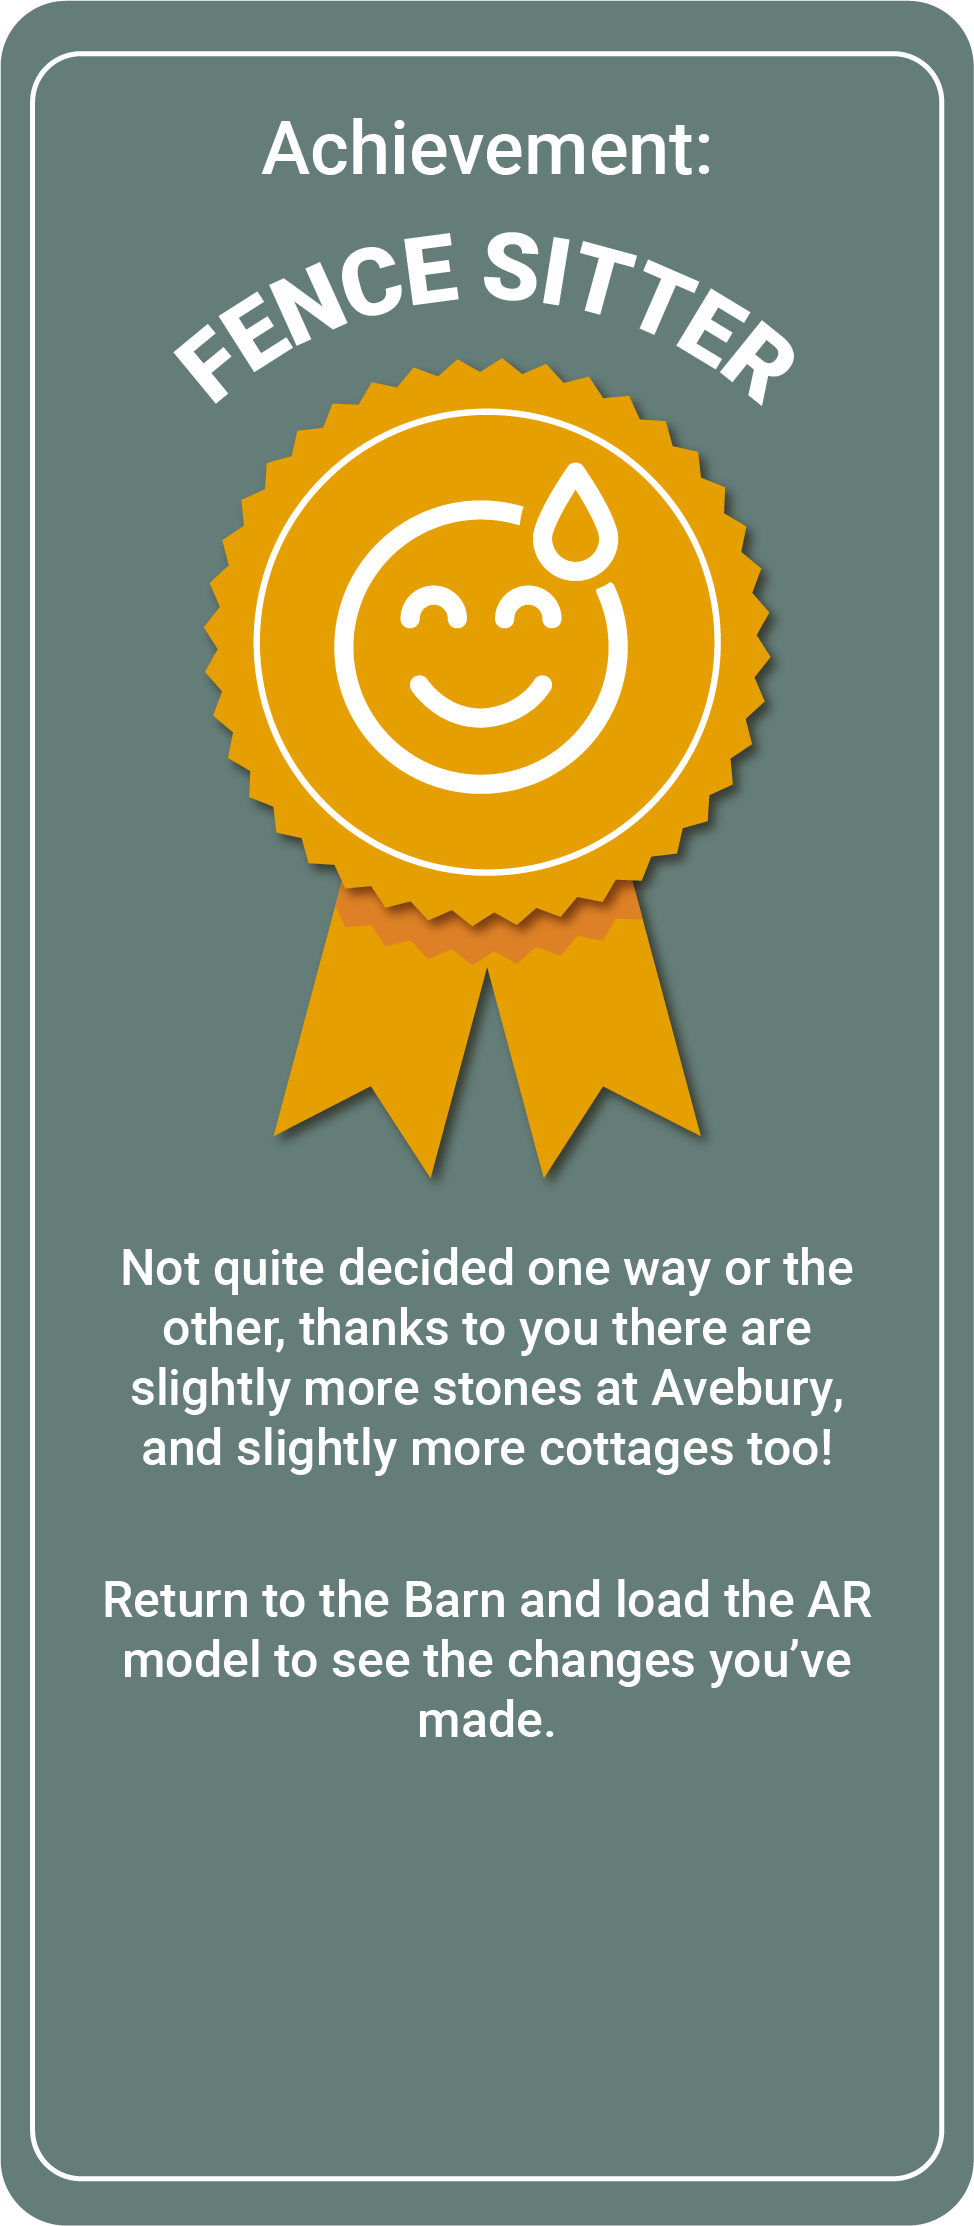 Achievement:
FENCE SITTER
Not quite decided one way or the
other, thanks to you there are
slightly more stones at Avebury,
and slightly more cottages too!
Return to the Barn and load the AR
model to see the changes you’ve
made.